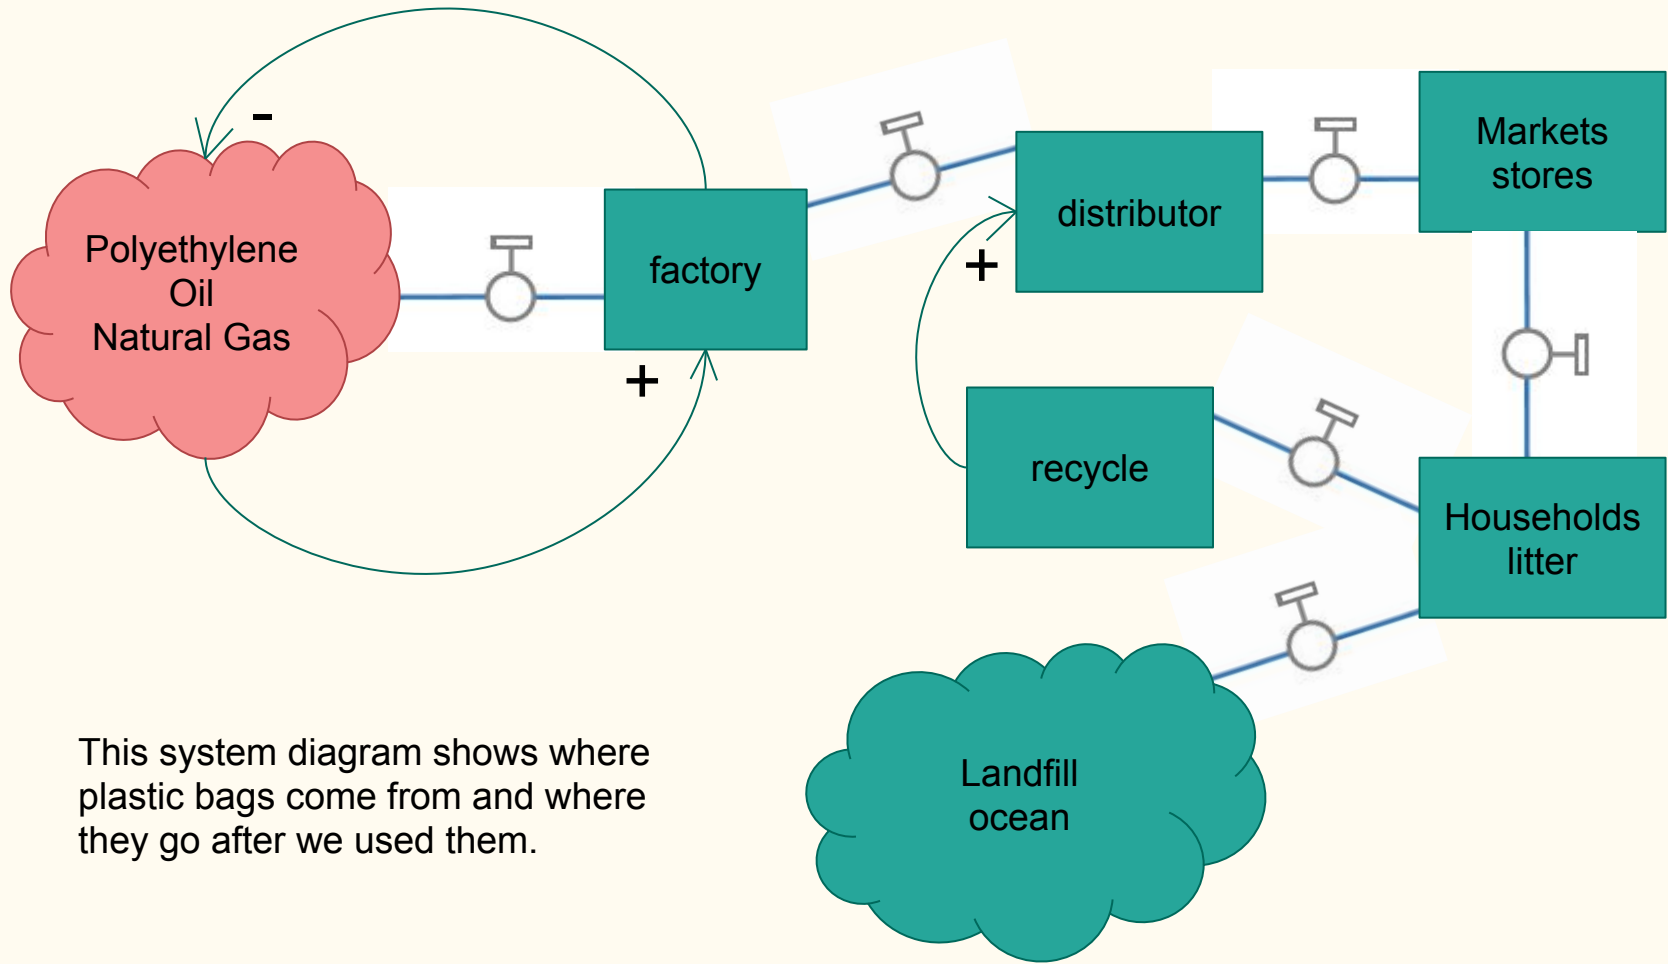 -
Polyethylene
Oil
Natural Gas
factory
+
distributor
+
Markets
stores
recycle
Households
litter
Landfill
ocean
This system diagram shows where
plastic bags come from and where
they go after we used them.